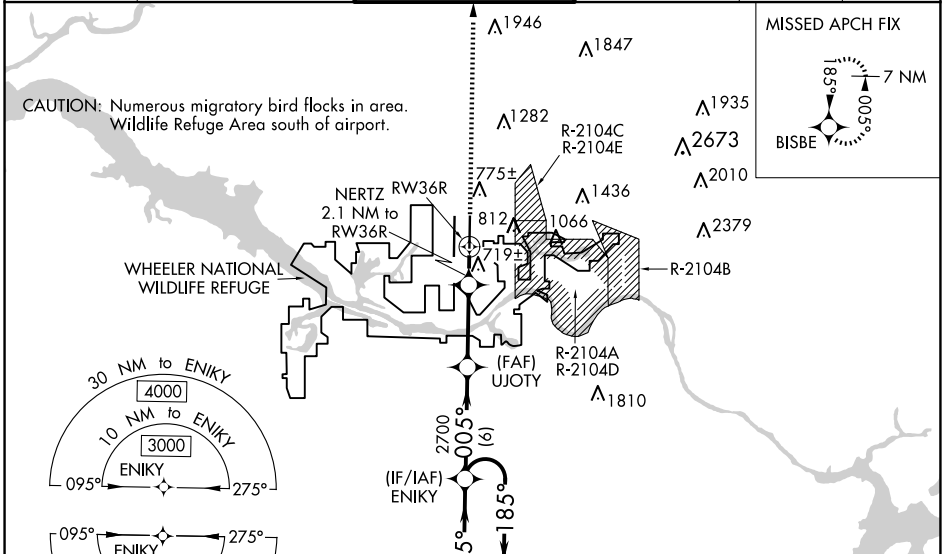 1946
1847
MISSED APCH FIX
185°
7 NM
005°
BISBE
CAUTION: Numerous migratory bird flocks in area.
Wildlife Refuge Area south of airport.
1282
1935
R-2104C
R-2104E
2673
2010
775±
1436
NERTZ
2.1 NM to
RW36R
RW36R
812
1066
2379
719±
WHEELER NATIONAL
WILDLIFE REFUGE
R-2104B
R-2104A
R-2104D
(FAF)
UJOTY
1810
30 NM to ENIKY
4000
10 NM to ENIKY
3000
ENIKY
095°
275°
2700
005°
(6)
(IF/IAF)
ENIKY
185°
095°
275°
ENIKY
5°